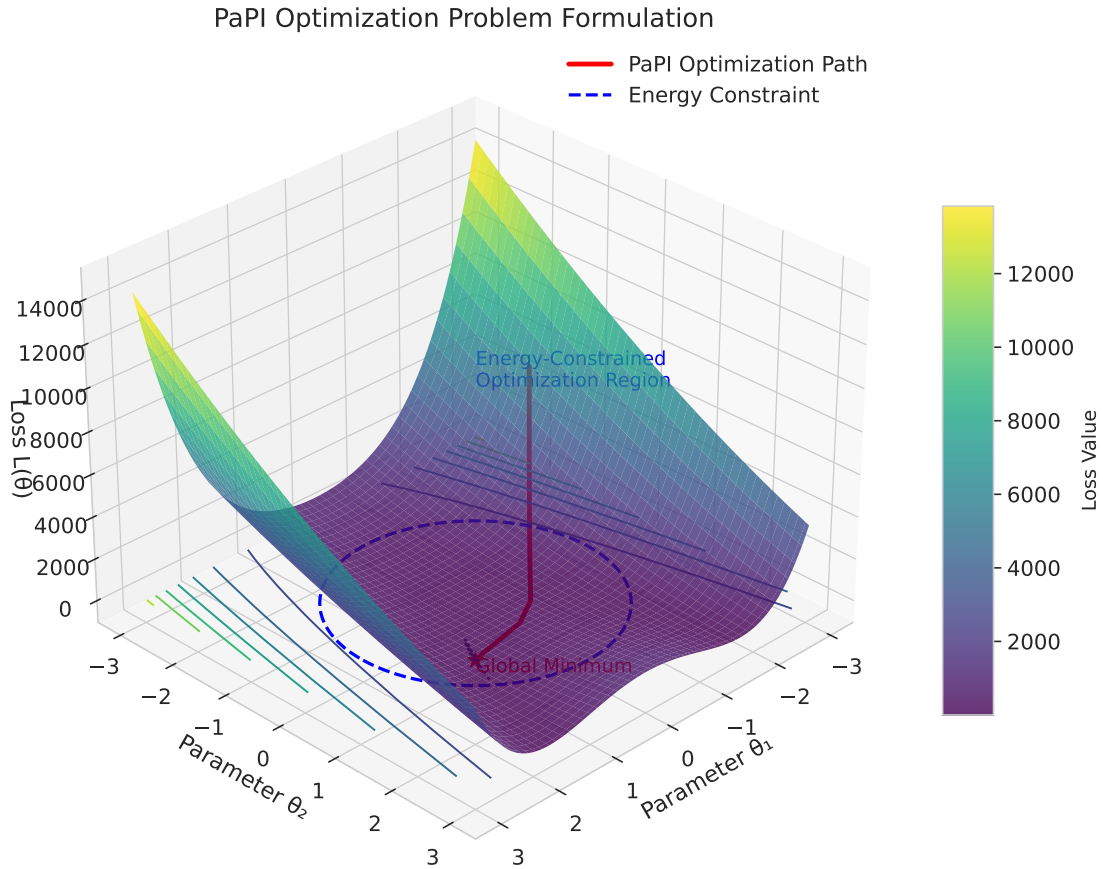 PaPI Optimization Problem Formulation
PaPI Optimization Path
Energy Constraint
Energy-Constrained
Optimization Region
Global Minimum
14000
12000
10000
8000
6000
4000
2000
0
Loss L(θ)
−3
−2
−1
0
1
2
3
Parameter θ₂
3
2
1
0
−1
−2
−3
Parameter θ₁
12000
10000
8000
6000
4000
2000
Loss Value